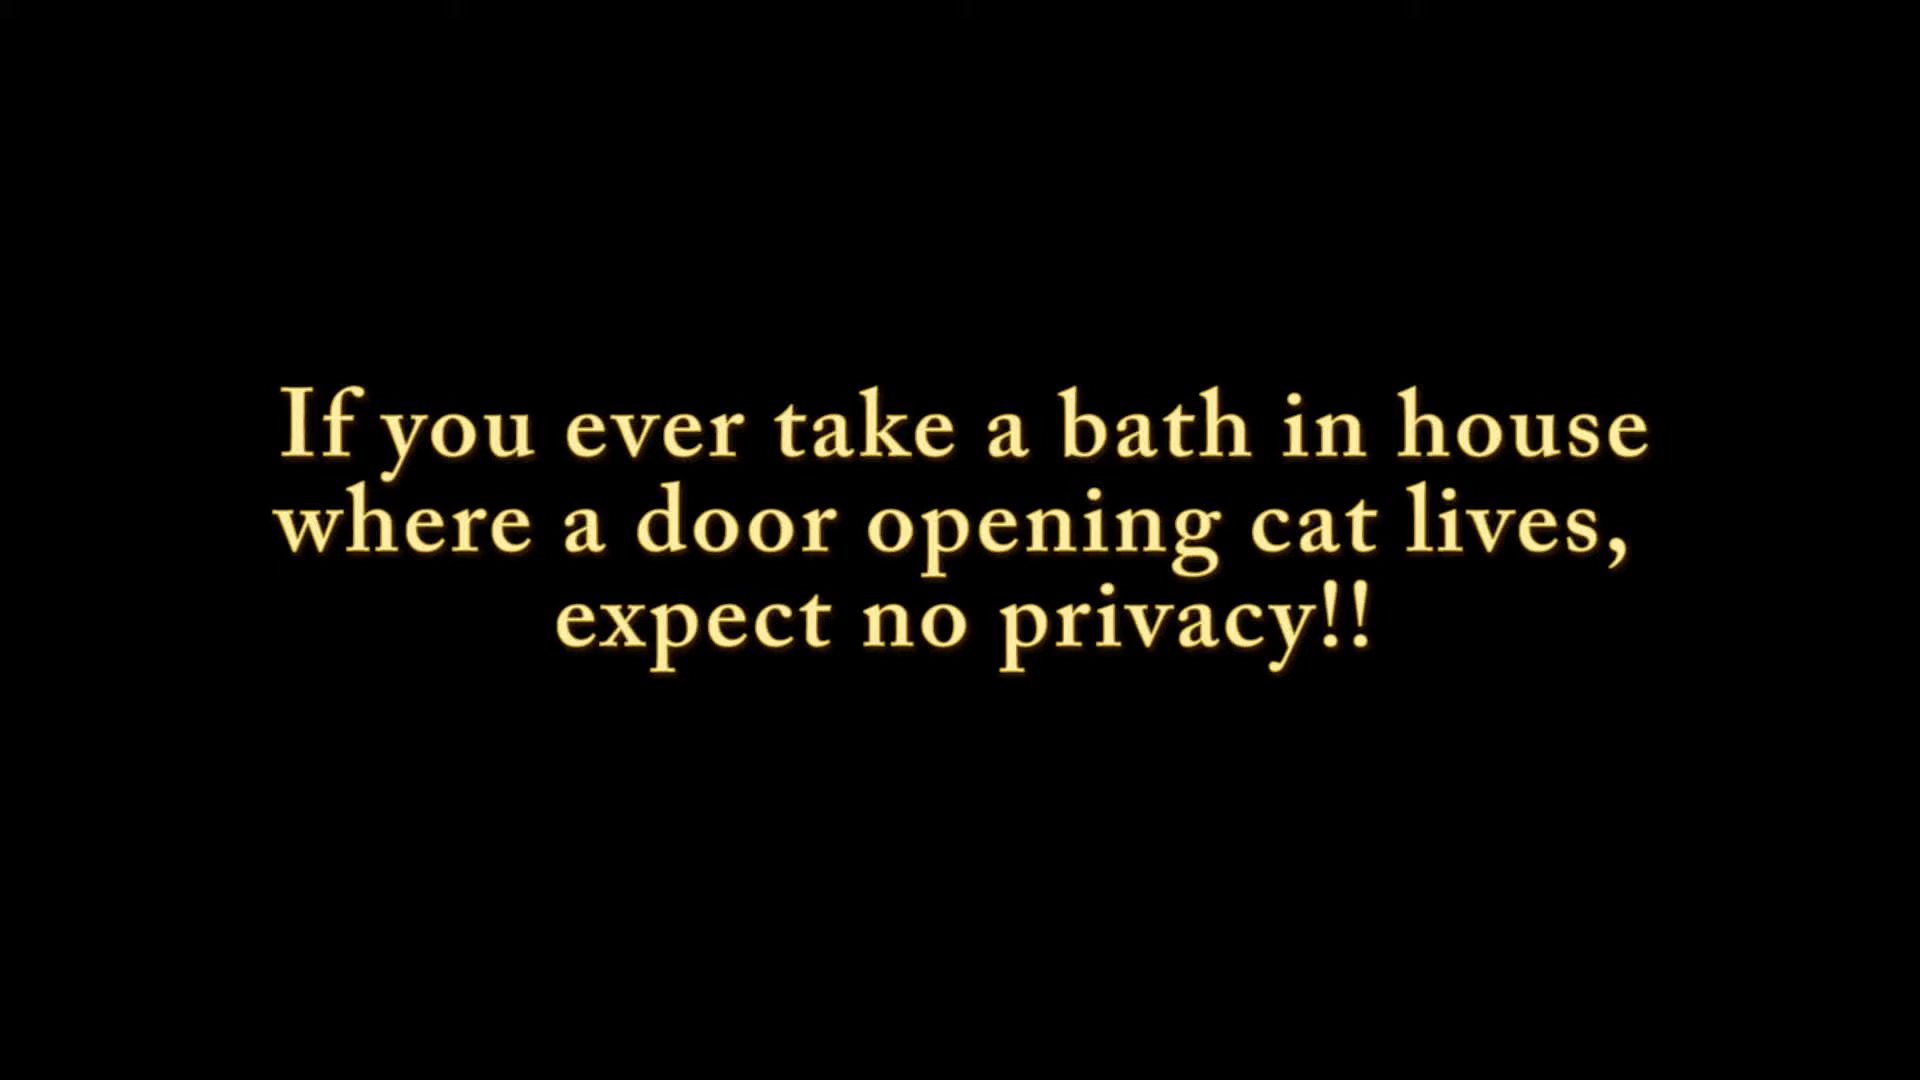 If you ever take a bath in house
where a door opening cat lives,
expect no privacy!!